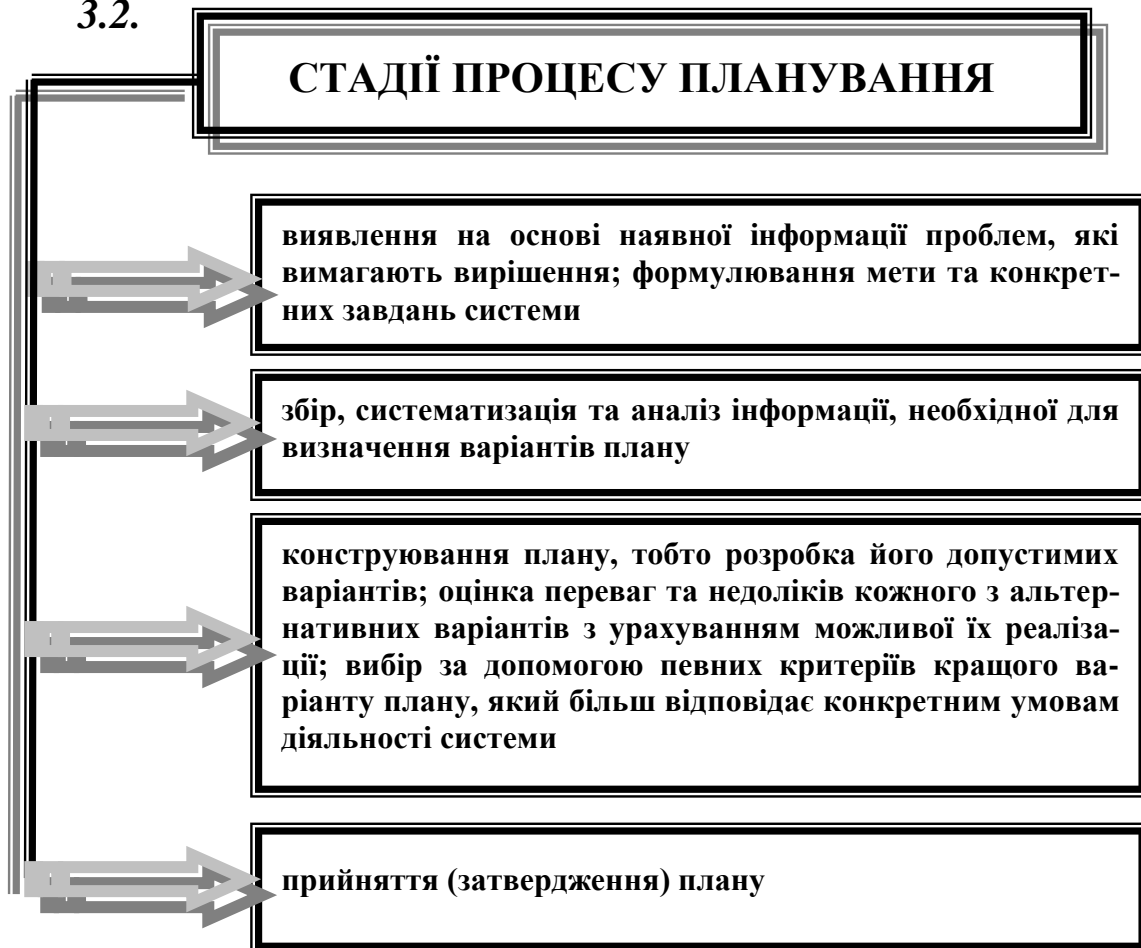 3.2.
СТАДІЇ ПРОЦЕСУ ПЛАНУВАННЯ
виявлення на основі наявної інформації проблем, які
вимагають вирішення; формулювання мети та конкрет-
них завдань системи
збір, систематизація та аналіз інформації, необхідної для
визначення варіантів плану
конструювання плану, тобто розробка його допустимих
варіантів; оцінка переваг та недоліків кожного з альтер-
нативних варіантів з урахуванням можливої їх реаліза-
ції; вибір за допомогою певних критеріїв кращого ва-
ріанту плану, який більш відповідає конкретним умовам
діяльності системи
прийняття (затвердження) плану